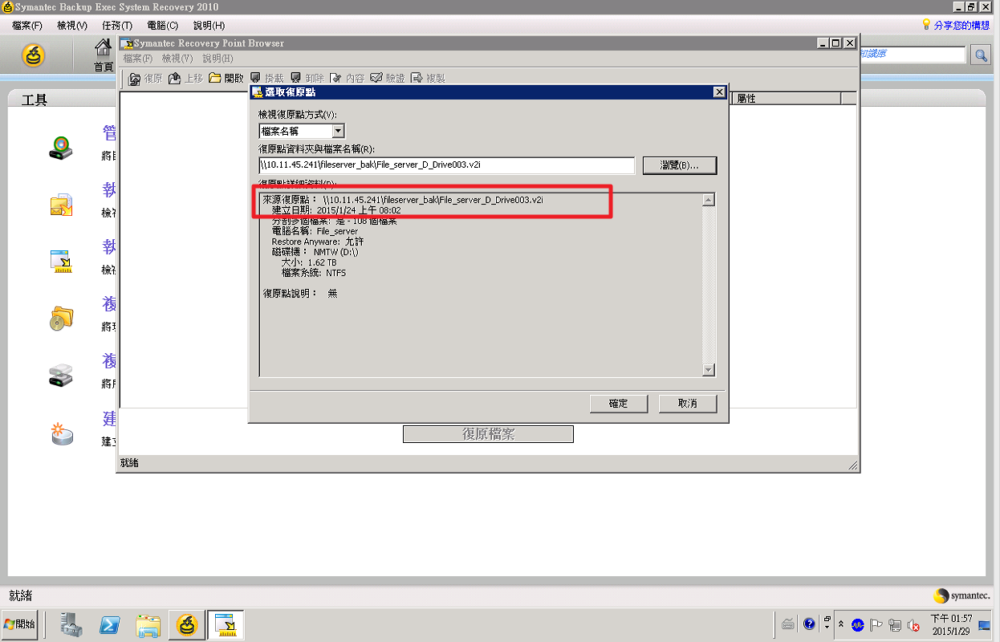 Symantec Backup Exec System Recovery 2010
檔案(F) 檢視(V) 任務(T) 電腦(C) 說明(H)
分享您的構想
首頁
知識庫
Symantec Recovery Point Browser
檔案(F) 檢視(V) 說明(H)
復原 上移 開啟 掛載 卸除 內容 驗證 複製
工具
屬性
選取復原點
檢視復原點方式(V):
檔案名稱
復原點資料夾與檔案名稱(R):
\\10.11.45.241\fileserver_bak\File_server_D_Drive003.v2i
瀏覽(B)...
復原點詳細資料(P):
來源復原點： \\10.11.45.241\fileserver_bak\File_server_D_Drive003.v2i
建立日期: 2015/1/24 上午 08:02
分割多個檔案: 是 - 108 個檔案
電腦名稱: File_server
Restore Anyware: 允許
磁碟機： NMTW (D:\)
大小: 1.62 TB
檔案系統: NTFS
復原點說明： 無
確定 取消
管
將
執
檢
執
檢視
複
將
複
將
建
建立
復原檔案
就緒
就緒
symantec.
開始
下午 01:57
2015/1/29